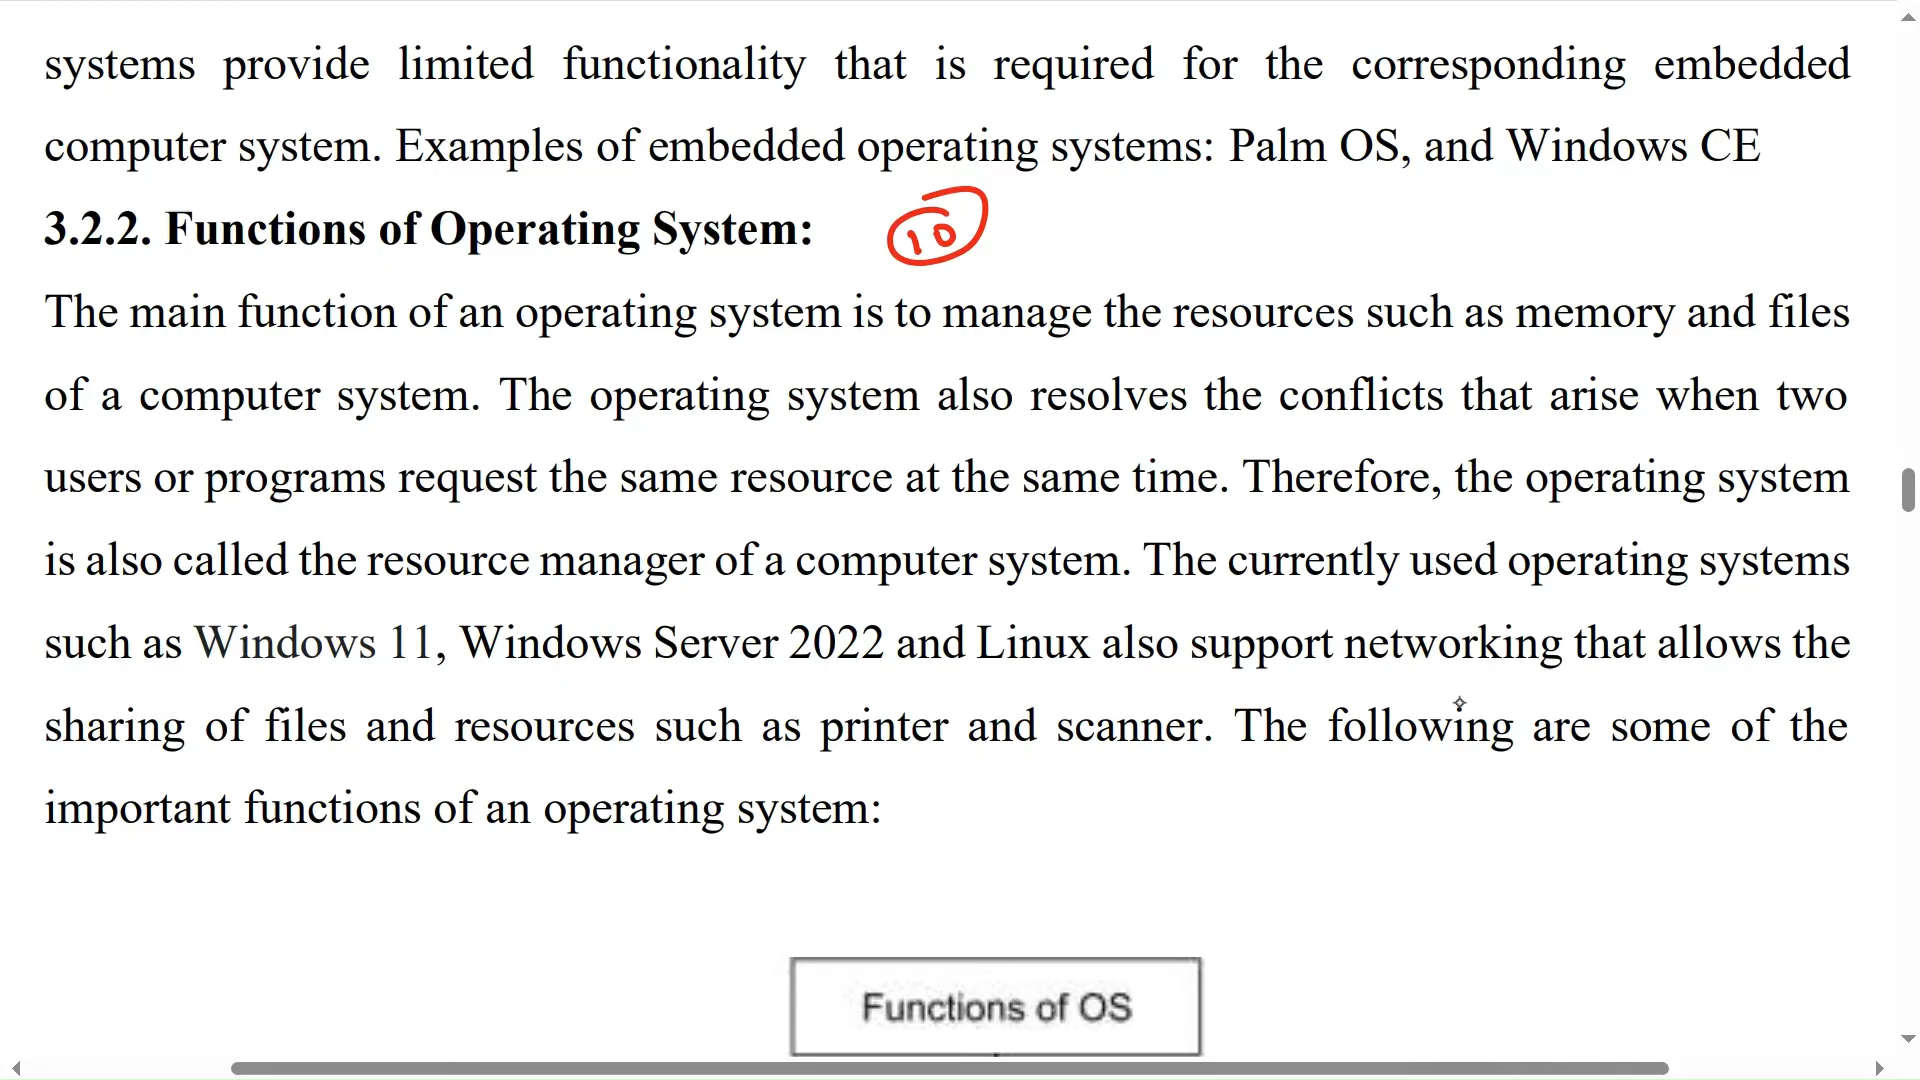 systems provide limited functionality that is required for the corresponding embedded
computer system. Examples of embedded operating systems: Palm OS, and Windows CE
3.2.2. Functions of Operating System: 10
The main function of an operating system is to manage the resources such as memory and files
of a computer system. The operating system also resolves the conflicts that arise when two
users or programs request the same resource at the same time. Therefore, the operating system
is also called the resource manager of a computer system. The currently used operating systems
such as Windows 11, Windows Server 2022 and Linux also support networking that allows the
sharing of files and resources such as printer and scanner. The following are some of the
important functions of an operating system:
Functions of OS